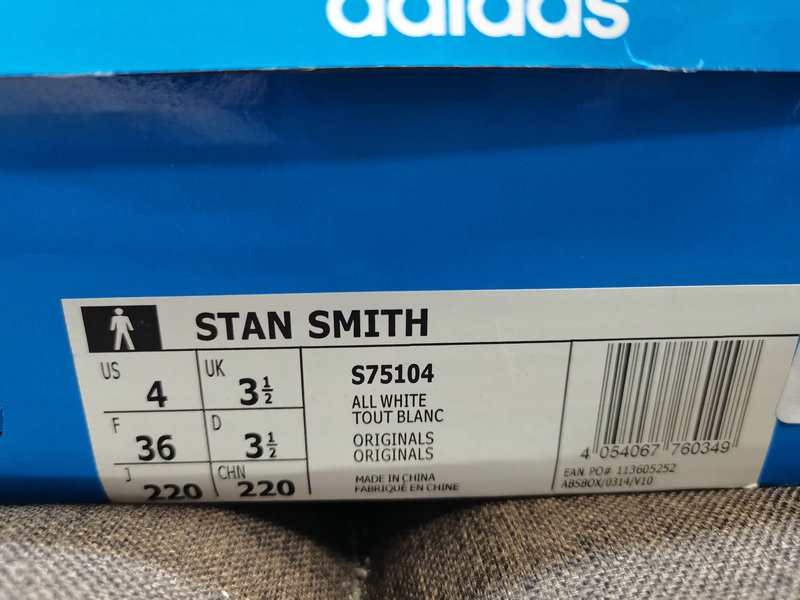 adidas
STAN SMITH
US 4 UK 3½
F 36 D 3½
J 220 CHN 220
S75104
ALL WHITE
TOUT BLANC
ORIGINALS
ORIGINALS
MADE IN CHINA
FABRIQUÉ EN CHINE
4 054067 760349
EAN PO# 113605252
ABSBOX/0314/V10